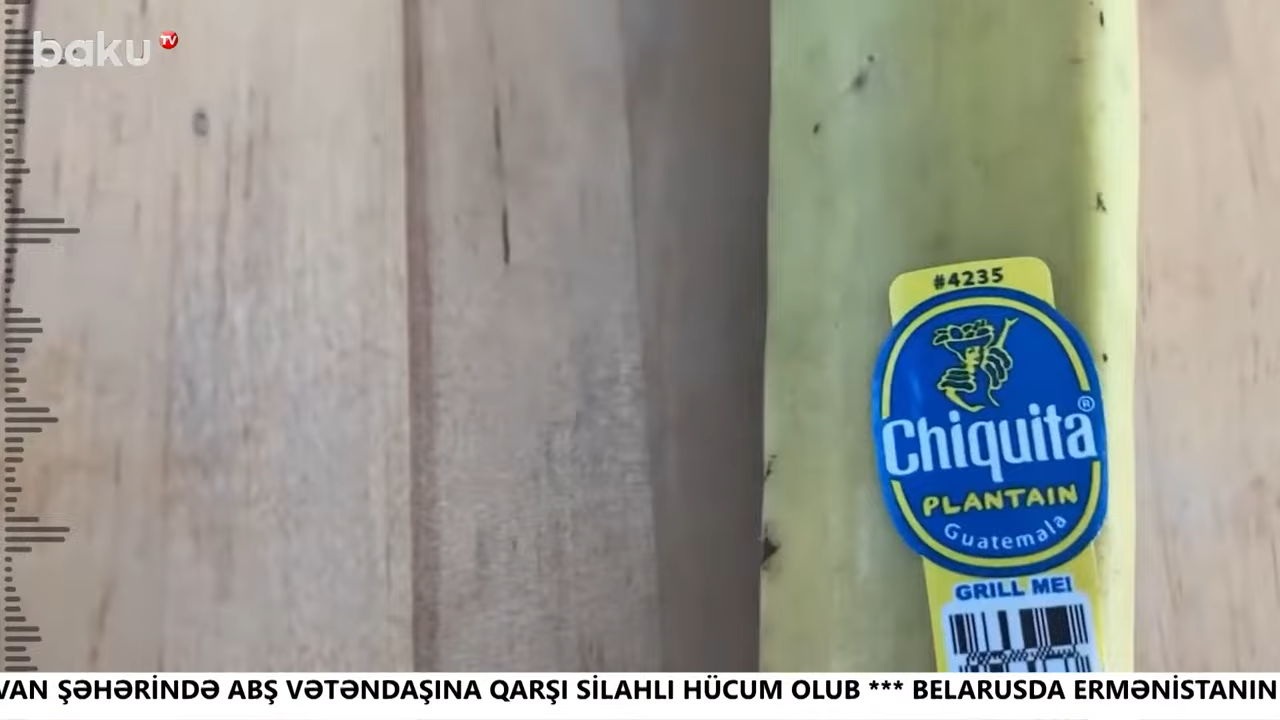 baku TV
#4235
Chiquita®
PLANTAIN
Guatemala
GRILL ME!
VAN ŞƏHƏRİNDƏ ABŞ VƏTƏNDAŞINA QARŞI SİLAHLI HÜCUM OLUB *** BELARUSDA ERMƏNİSTANIN